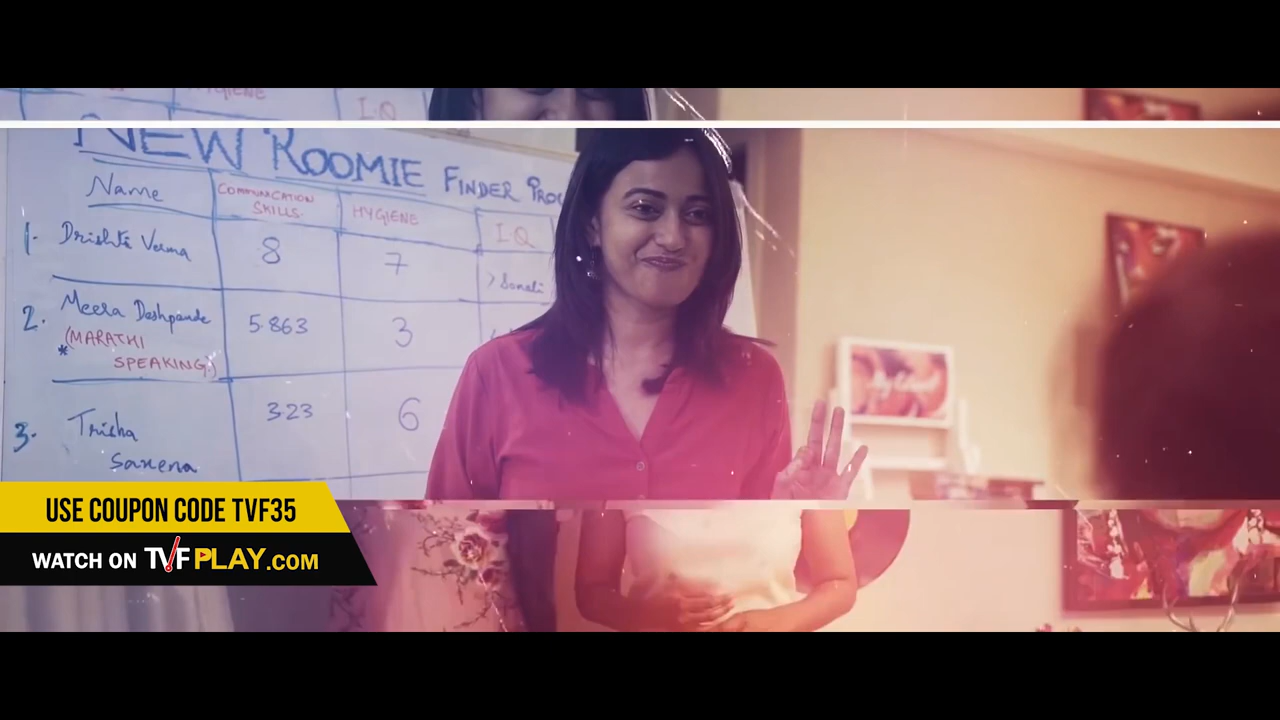 HYGIENE
I.Q
NEW ROOMIE FINDER
Name
COMMUNICATION
SKILLS
HYGIENE
I.Q
1. Drishti Verma
8
7
> Sonali
2. Meera Deshpande
5.863
3
(MARATHI
* SPEAKING)
3. Trisha
Saxena
323
6
USE COUPON CODE TVF35
WATCH ON TVFPLAY.COM